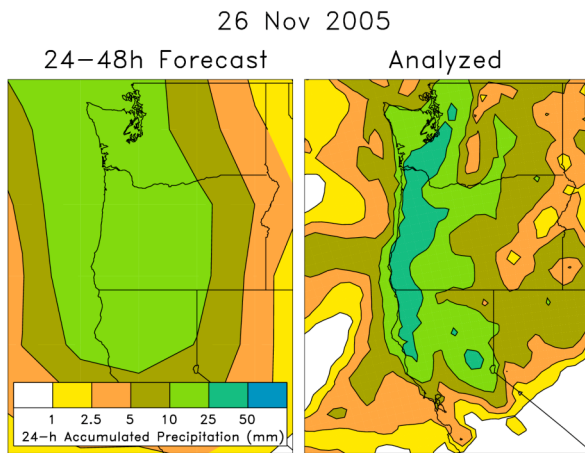 26 Nov 2005
24-48h Forecast
Analyzed
1 2.5 5 10 25 50
24-h Accumulated Precipitation (mm)